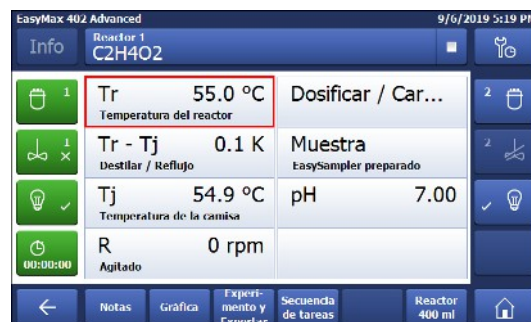 EasyMax 402 Advanced 9/6/2019 5:19 PM
Info
Reactor 1
C2H4O2
1
Tr 55.0 °C
Temperatura del reactor
Dosificar / Car...
2
1
Tr - Tj 0.1 K
Destilar / Reflujo
Muestra
EasySampler preparado
2
Tj 54.9 °C
Temperatura de la camisa
pH 7.00
00:00:00
R 0 rpm
Agitado
Notas
Gráfica
Experi-
mento y
Exportar
Secuencia
de tareas
Reactor
400 ml